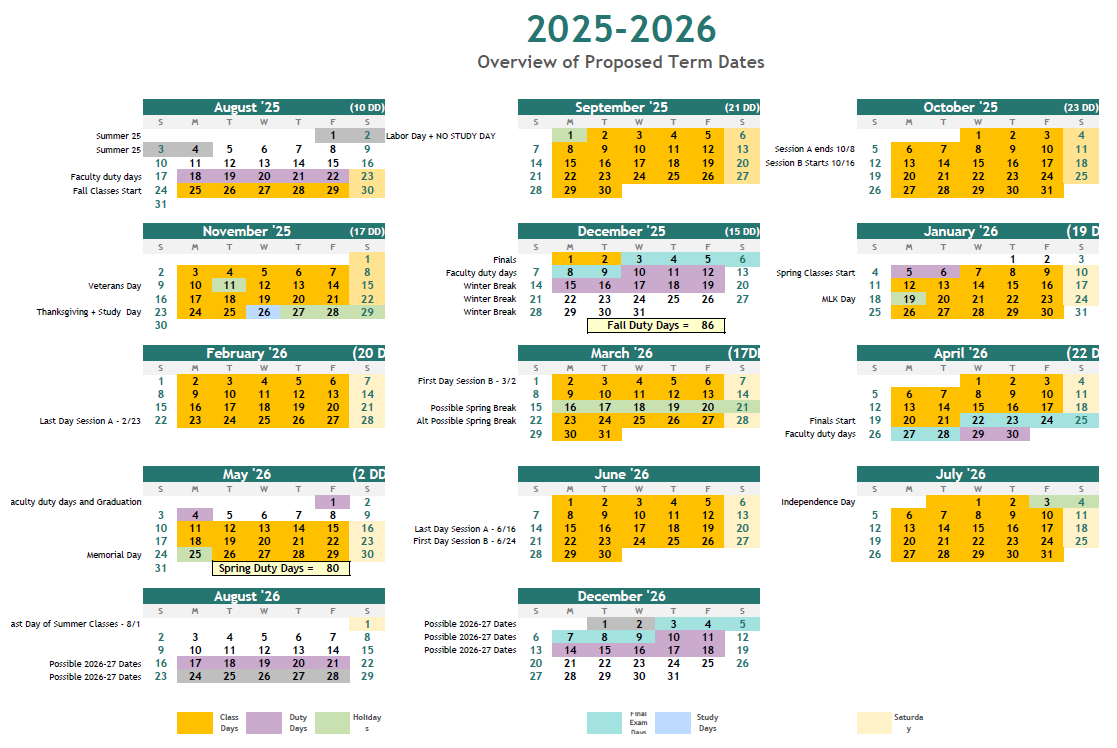 2025-2026
Overview of Proposed Term Dates
August '25 (10 DD)
S M T W T F S
Summer 25 1 2
Summer 25 3 4 5 6 7 8 9
10 11 12 13 14 15 16
Faculty duty days 17 18 19 20 21 22 23
Fall Classes Start 24 25 26 27 28 29 30
31
September '25 (21 DD)
S M T W T F S
Labor Day + NO STUDY DAY 1 2 3 4 5 6
7 8 9 10 11 12 13
14 15 16 17 18 19 20
21 22 23 24 25 26 27
28 29 30
October '25 (23 DD)
S M T W T F S
1 2 3 4
Session A ends 10/8 5 6 7 8 9 10 11
Session B Starts 10/16 12 13 14 15 16 17 18
19 20 21 22 23 24 25
26 27 28 29 30 31
November '25 (17 DD)
S M T W T F S
1
2 3 4 5 6 7 8
Veterans Day 9 10 11 12 13 14 15
16 17 18 19 20 21 22
Thanksgiving + Study Day 23 24 25 26 27 28 29
30
December '25 (15 DD)
S M T W T F S
Finals 1 2 3 4 5 6
Faculty duty days 7 8 9 10 11 12 13
Winter Break 14 15 16 17 18 19 20
Winter Break 21 22 23 24 25 26 27
Winter Break 28 29 30 31
Fall Duty Days = 86
January '26 (19 D
S M T W T F S
1 2 3
Spring Classes Start 4 5 6 7 8 9 10
11 12 13 14 15 16 17
MLK Day 18 19 20 21 22 23 24
25 26 27 28 29 30 31
February '26 (20 D
S M T W T F S
1 2 3 4 5 6 7
8 9 10 11 12 13 14
15 16 17 18 19 20 21
Last Day Session A - 2/23 22 23 24 25 26 27 28
March '26 (17DD
S M T W T F S
First Day Session B - 3/2 1 2 3 4 5 6 7
8 9 10 11 12 13 14
Possible Spring Break 15 16 17 18 19 20 21
Alt Possible Spring Break 22 23 24 25 26 27 28
29 30 31
April '26 (22 D
S M T W T F S
1 2 3 4
5 6 7 8 9 10 11
12 13 14 15 16 17 18
Finals Start 19 20 21 22 23 24 25
Faculty duty days 26 27 28 29 30
May '26 (2 DD
S M T W T F S
aculty duty days and Graduation 1 2
3 4 5 6 7 8 9
10 11 12 13 14 15 16
17 18 19 20 21 22 23
Memorial Day 24 25 26 27 28 29 30
31 Spring Duty Days = 80
June '26
S M T W T F S
1 2 3 4 5 6
7 8 9 10 11 12 13
Last Day Session A - 6/16 14 15 16 17 18 19 20
First Day Session B - 6/24 21 22 23 24 25 26 27
28 29 30
July '26
S M T W T F S
Independence Day 1 2 3 4
5 6 7 8 9 10 11
12 13 14 15 16 17 18
19 20 21 22 23 24 25
26 27 28 29 30 31
August '26
S M T W T F S
ast Day of Summer Classes - 8/1 1
2 3 4 5 6 7 8
9 10 11 12 13 14 15
Possible 2026-27 Dates 16 17 18 19 20 21 22
Possible 2026-27 Dates 23 24 25 26 27 28 29
December '26
S M T W T F S
Possible 2026-27 Dates 1 2 3 4 5
Possible 2026-27 Dates 6 7 8 9 10 11 12
Possible 2026-27 Dates 13 14 15 16 17 18 19
20 21 22 23 24 25 26
27 28 29 30 31
Class Days
Duty Days
Holidays
Final Exam Days
Study Days
Saturday